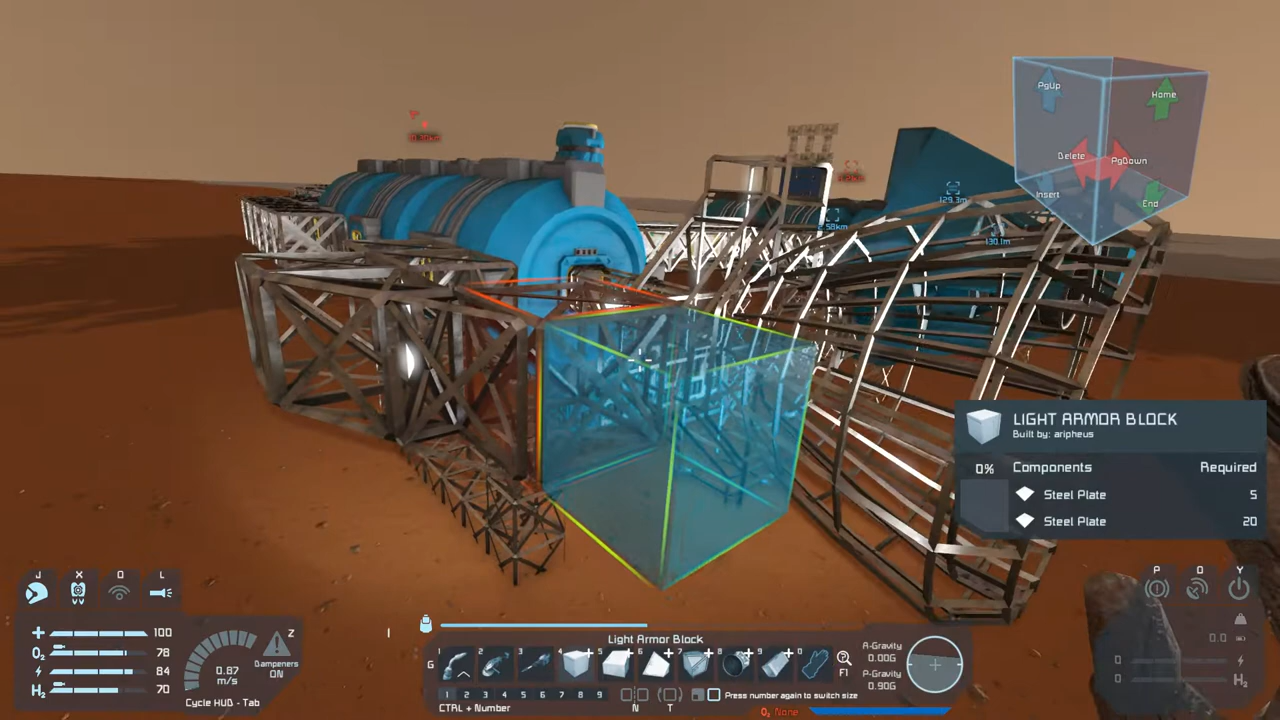 PgUp
Home
Delete
PgDown
Insert
End
129.3m
130.1m
LIGHT ARMOR BLOCK
Built by: aripheus
0% Components Required
Steel Plate 5
Steel Plate 20
J X O L
P O Y
100
O₂ 78
84
H₂ 70
0.87
m/s
Z
Dampeners
ON
Cycle HUD - Tab
Light Armor Block
G 1 2 3 4 5 6 7 8 9 0
F1
1 2 3 4 5 6 7 8 9
CTRL + Number
N T
Press number again to switch size
A-Gravity
0.00G
P-Gravity
0.90G
O₂ None
0.0
0
0 H₂